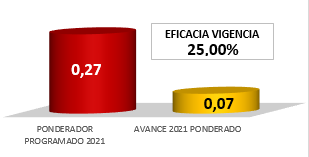 EFICACIA VIGENCIA
25,00%
0,27
0,07
PONDERADOR
PROGRAMADO 2021
AVANCE 2021 PONDERADO